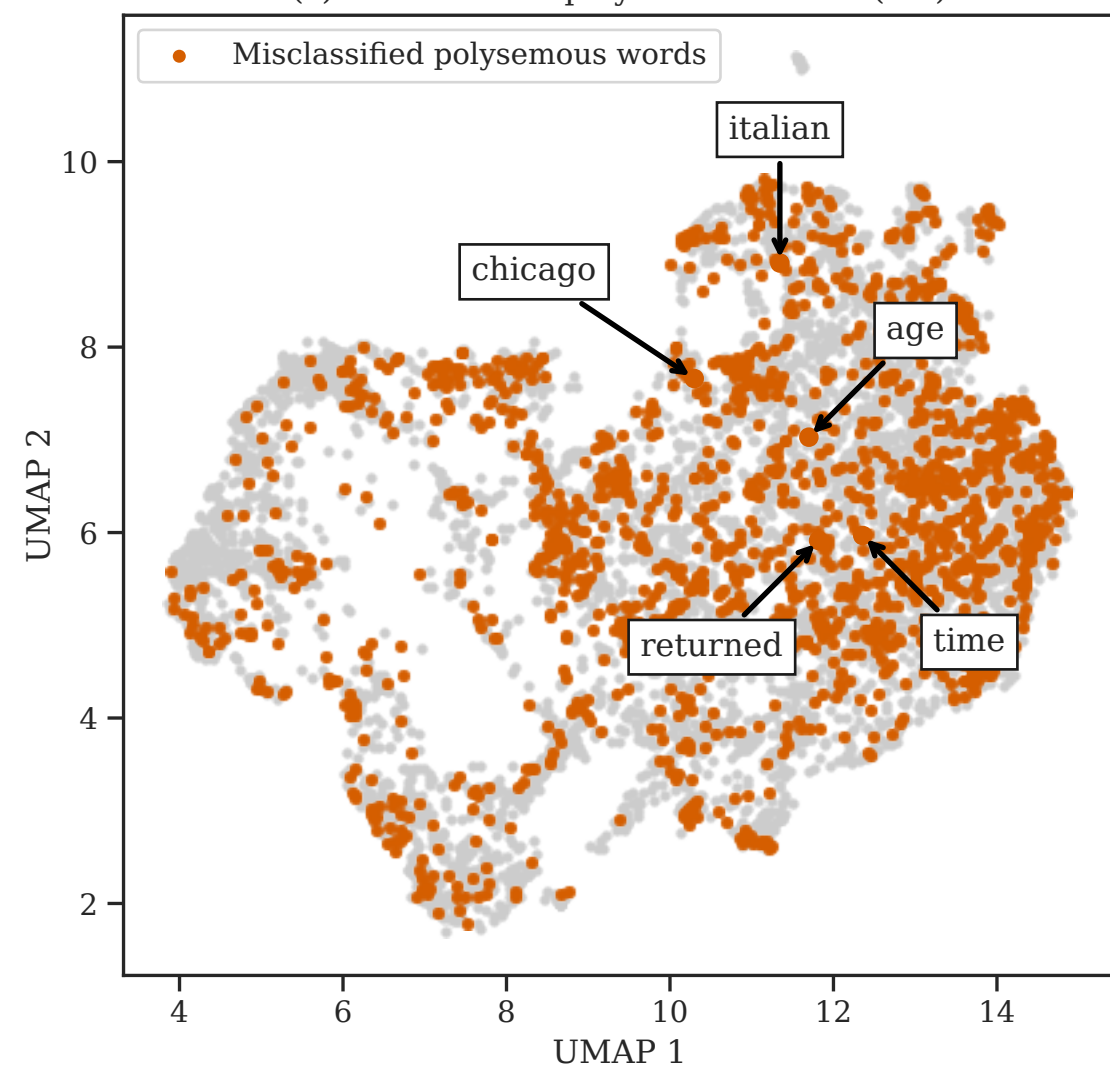 Misclassified polysemous words
italian
chicago
age
returned
time
UMAP 2
10
8
6
4
2
4 6 8 10 12 14
UMAP 1